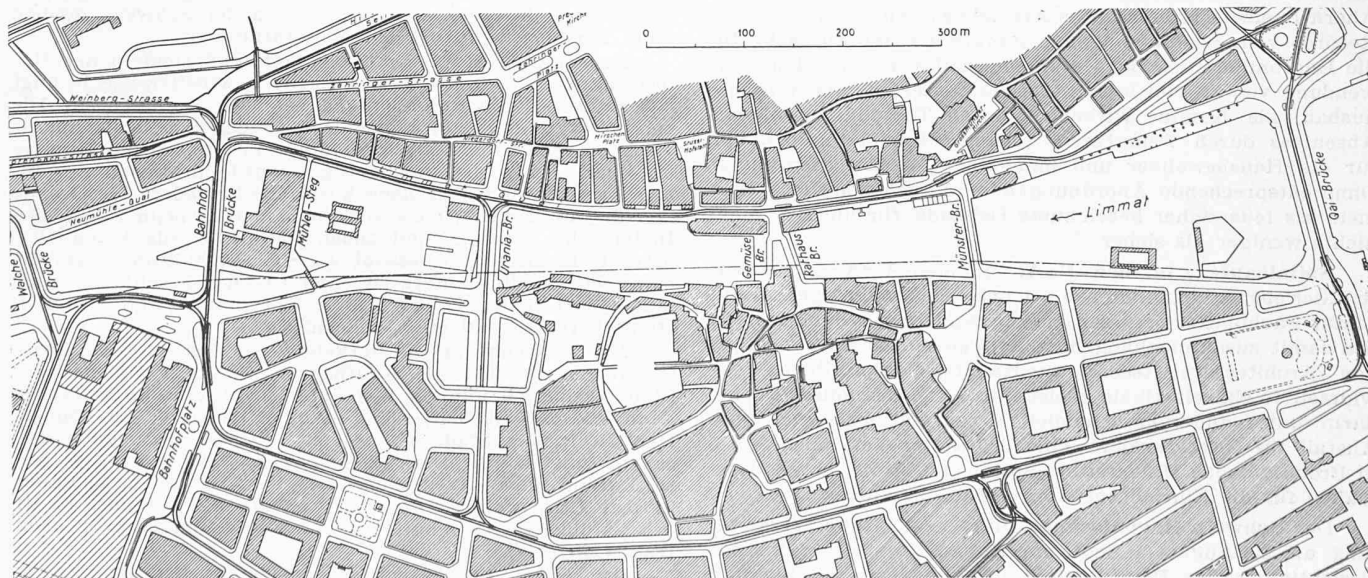 0 100 200 300 m
Zähringer-Strasse
Zähringer
Platz
Weinberg-Strasse
Hirschen
Platz
Limmat
Neumühle-Quai
Bahnhof
Brücke
Mühle-Steg
Urania-Br.
Gemüse
Br.
Rathaus
Br.
Münster-Br.
← Limmat
Quai-Brücke
Walche
Brücke
Bahnhofplatz